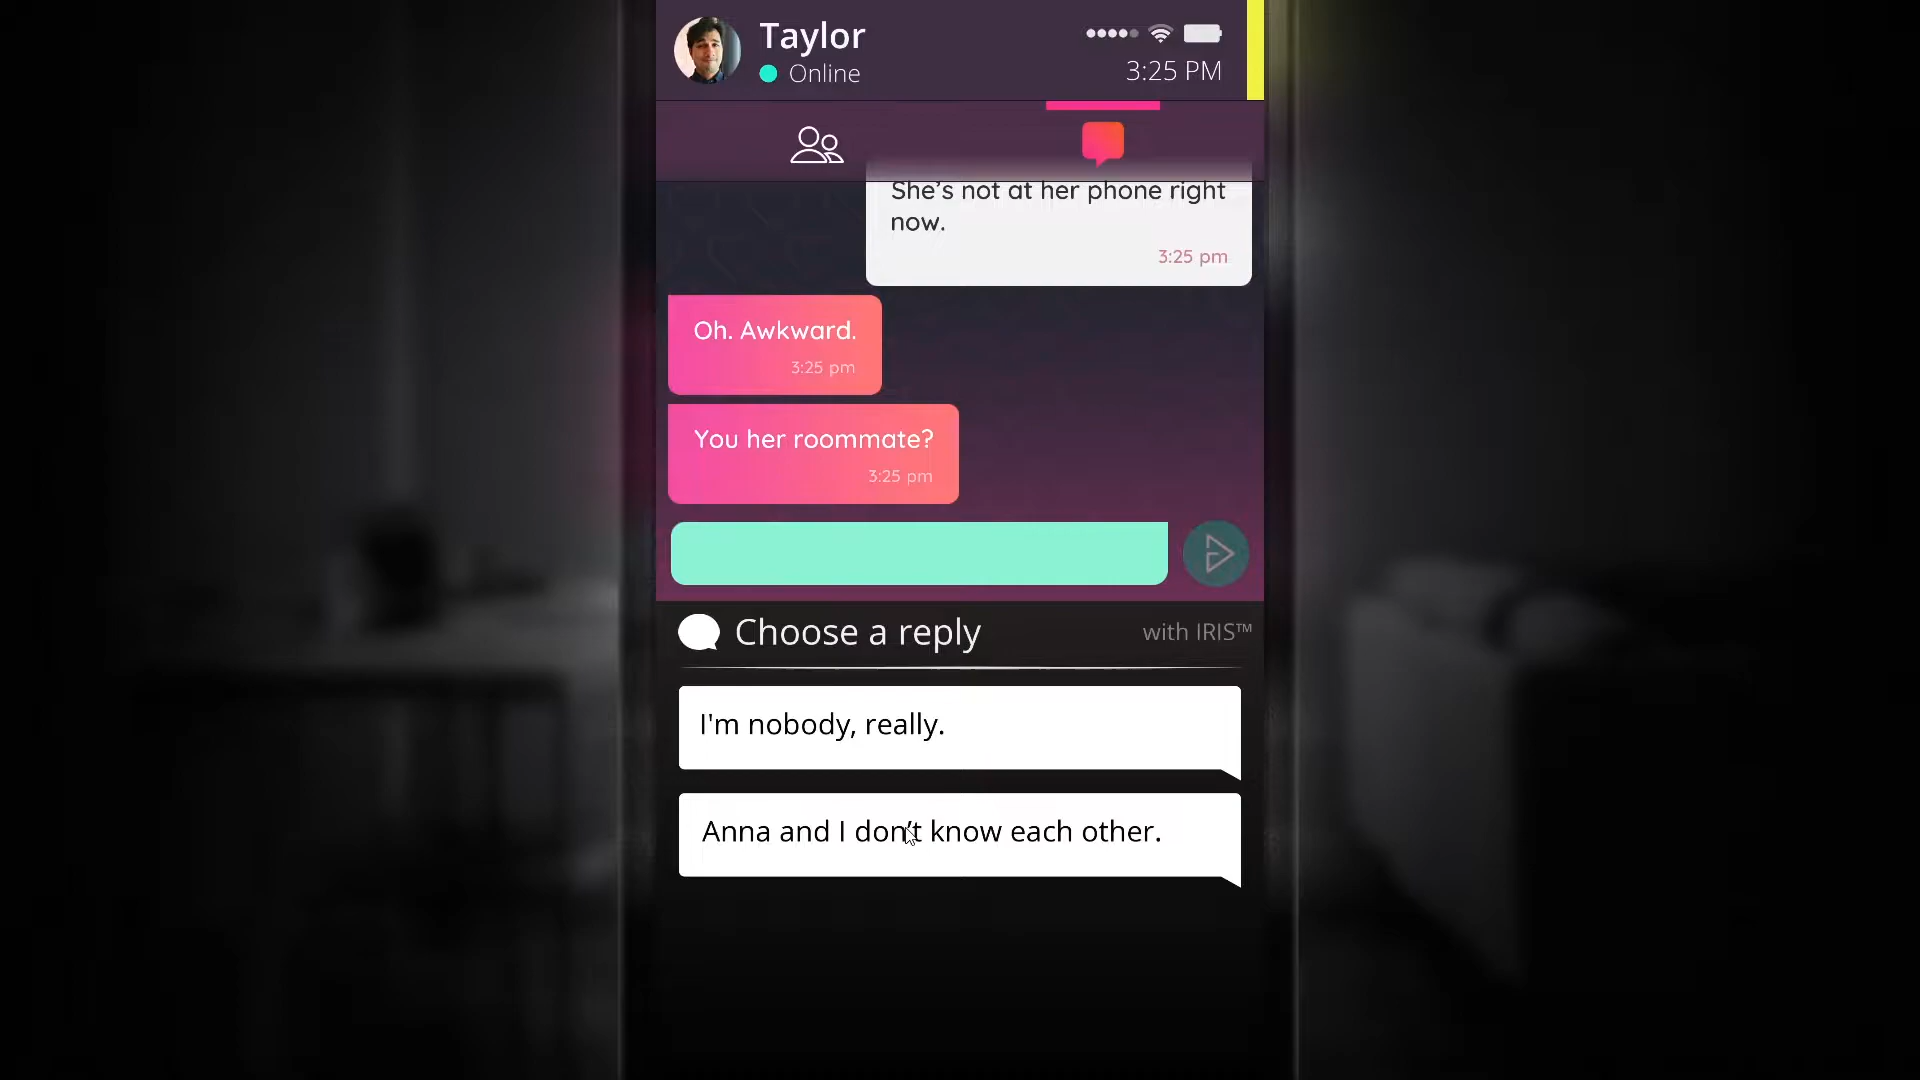 Taylor
Online
3:25 PM
She's not at her phone right
now.
3:25 pm
Oh. Awkward.
3:25 pm
You her roommate?
3:25 pm
Choose a reply
with IRIS™
I'm nobody, really.
Anna and I don't know each other.